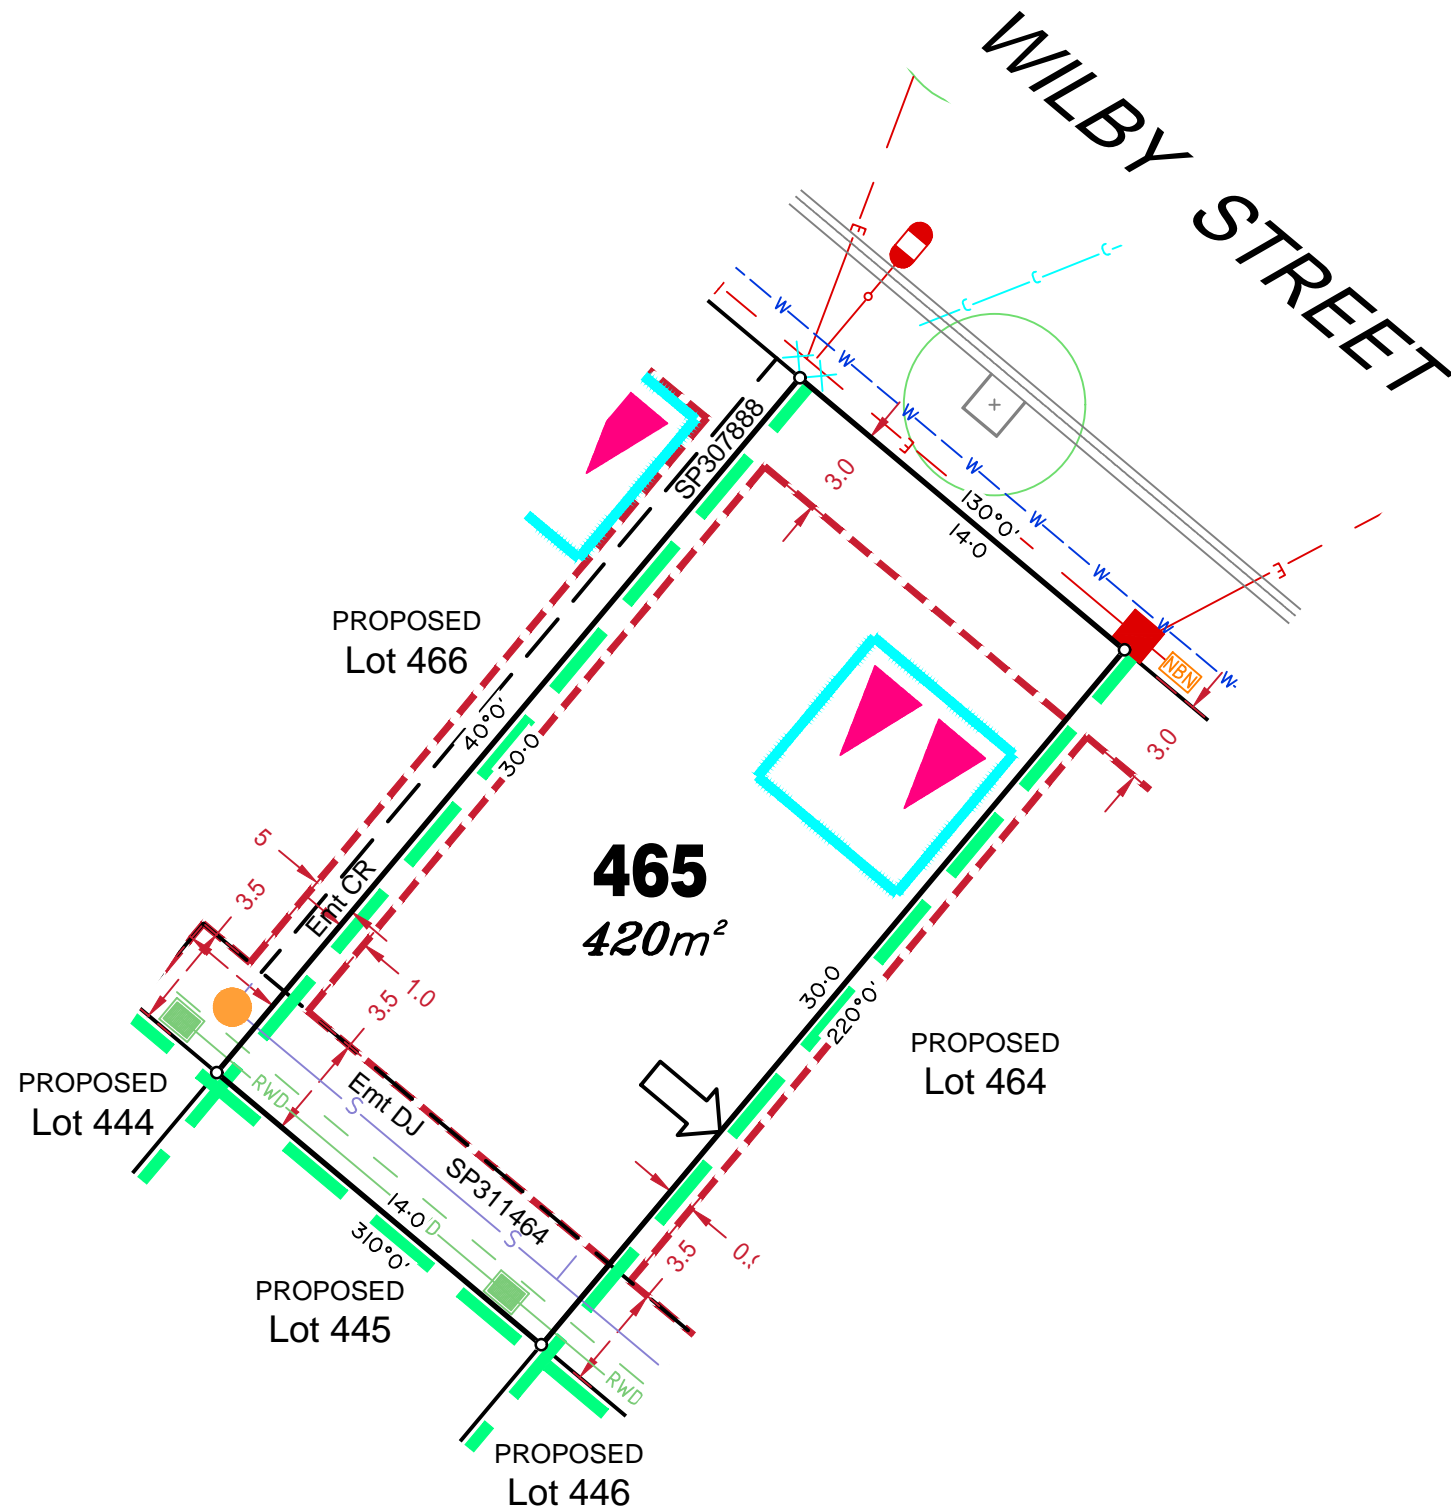 WILBY STREET
E
C
C
C
W
W
3.0
W
E
W
130°0'
14·0
W
W
E
W
W
NBN
3.0
SP307888
PROPOSED
Lot 466
40°0'
30·0
5
3.5
Emt CR
1.0
3.5
465
420m²
30·0
220°0'
PROPOSED
Lot 464
PROPOSED
Lot 444
RWD
S
Emt DJ
SP311464
14·0
D
S
310°0'
3.5
PROPOSED
Lot 445
RWD
PROPOSED
Lot 446